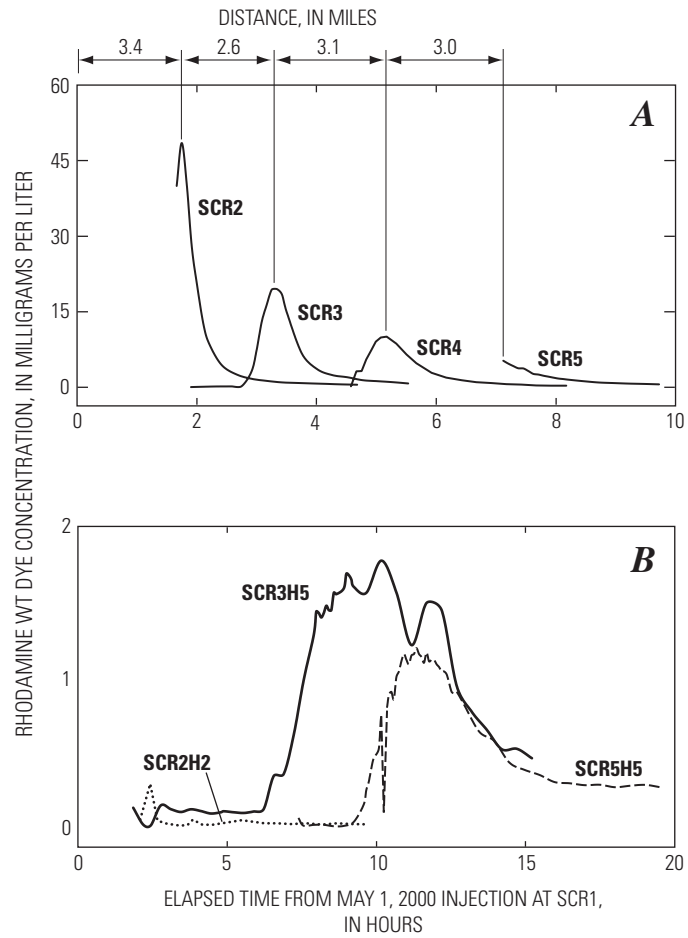 DISTANCE, IN MILES
3.4 2.6 3.1 3.0
60
A
45
SCR2
30
15
SCR3
SCR4
SCR5
0
0 2 4 6 8 10
RHODAMINE WT DYE CONCENTRATION, IN MILLIGRAMS PER LITER
2
B
SCR3H5
1
SCR2H2
SCR5H5
0
0 5 10 15 20
ELAPSED TIME FROM MAY 1, 2000 INJECTION AT SCR1,
IN HOURS